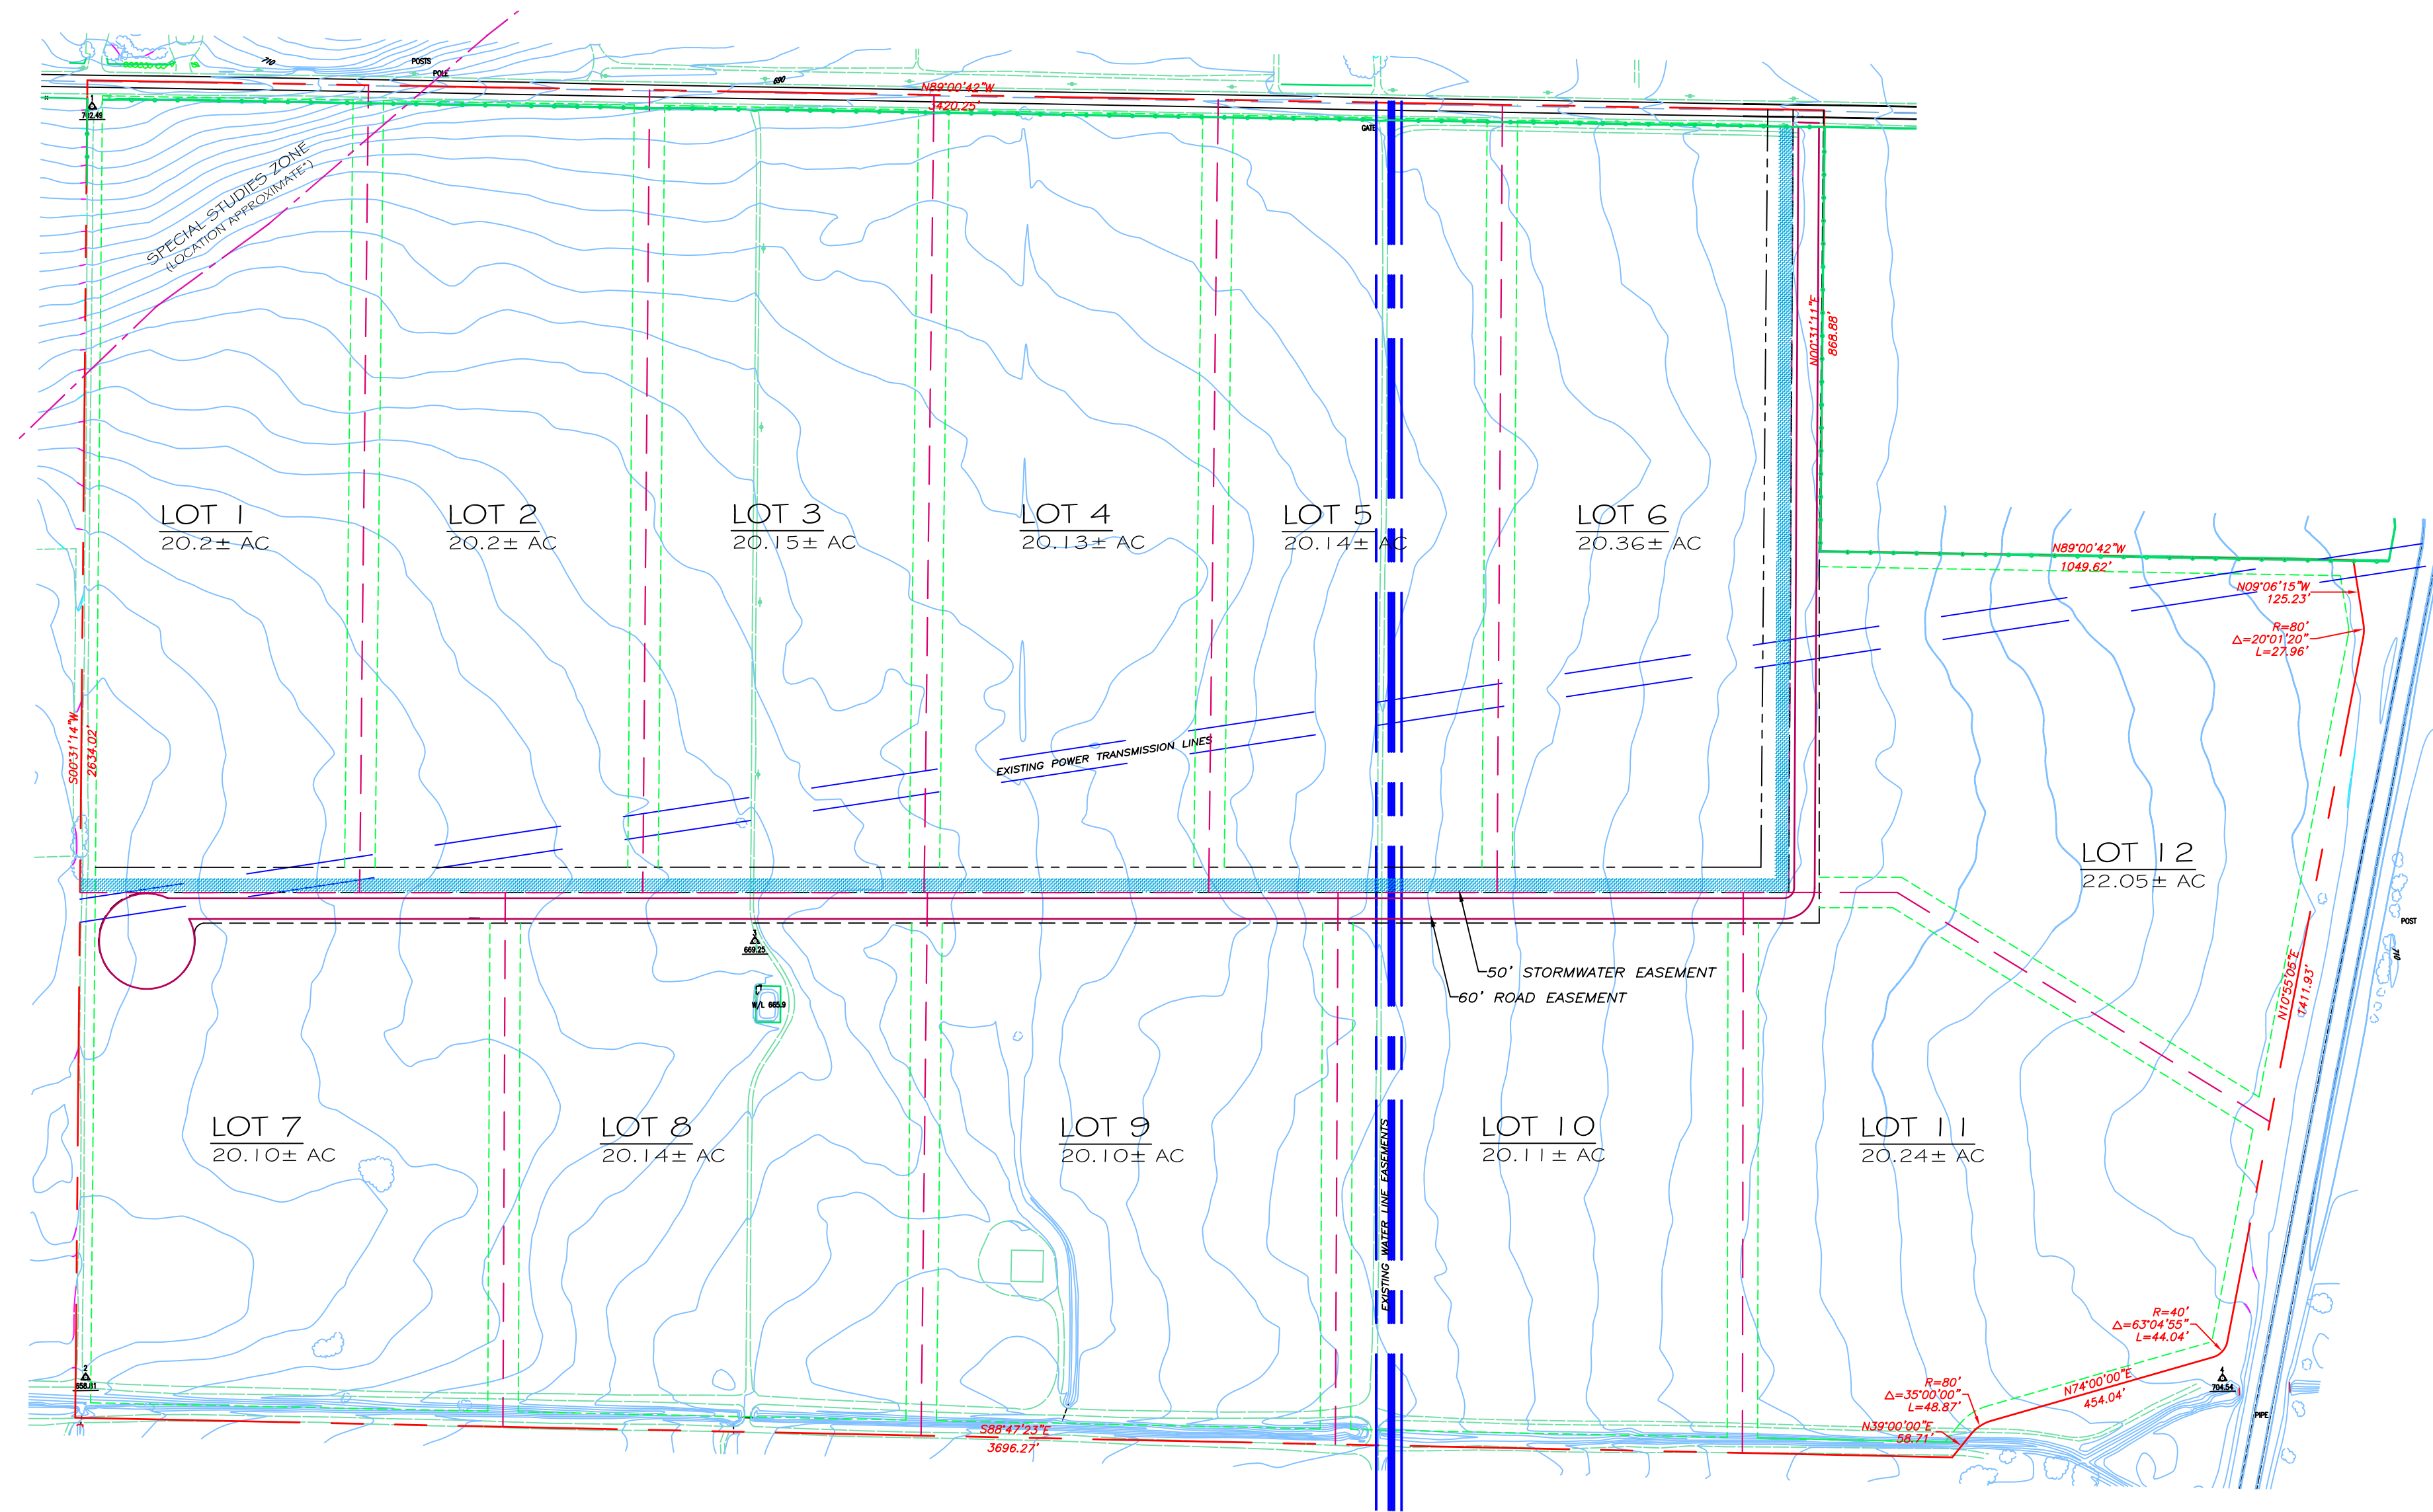 710
POSTS
POLE
690
N89°00'42"W
3420.25'
1
GATE
SPECIAL STUDIES ZONE
(LOCATION APPROXIMATE*)
N00°31'11"E
868.88'
LOT 1
20.2± AC
LOT 2
20.2± AC
LOT 3
20.15± AC
LOT 4
20.13± AC
LOT 5
20.14± AC
LOT 6
20.36± AC
N89°00'42"W
1049.62'
N09°06'15"W
125.23'
R=80'
Δ=20°01'20"
L=27.96'
S00°31'14"W
2634.02'
EXISTING POWER TRANSMISSION LINES
LOT 12
22.05± AC
POST
710
3
669.25
W/L 665.9
50' STORMWATER EASEMENT
60' ROAD EASEMENT
N10°55'05"E
1411.93'
LOT 7
20.10± AC
LOT 8
20.14± AC
LOT 9
20.10± AC
EXISTING WATER LINE EASEMENTS
LOT 10
20.11± AC
LOT 11
20.24± AC
R=40'
Δ=63°04'55"
L=44.04'
2
658.11
R=80'
Δ=35°00'00"
L=48.87'
N74°00'00"E
454.04'
4
704.54
PIPE
N39°00'00"E
58.71'
S88°47'23"E
3696.27'